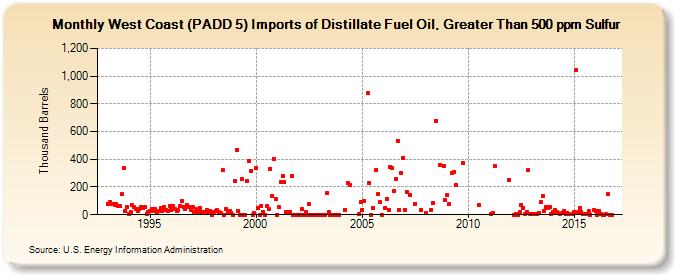 Monthly West Coast (PADD 5) Imports of Distillate Fuel Oil, Greater Than 500 ppm Sulfur
Thousand Barrels
1,200
1,000
800
600
400
200
0
1995 2000 2005 2010 2015
Source: U.S. Energy Information Administration